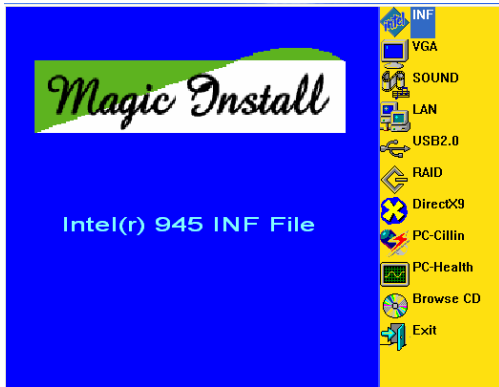 Magic Install
Intel(r) 945 INF File
intel
INF
VGA
SOUND
LAN
USB2.0
RAID
DirectX9
PC-Cillin
PC-Health
Browse CD
Exit